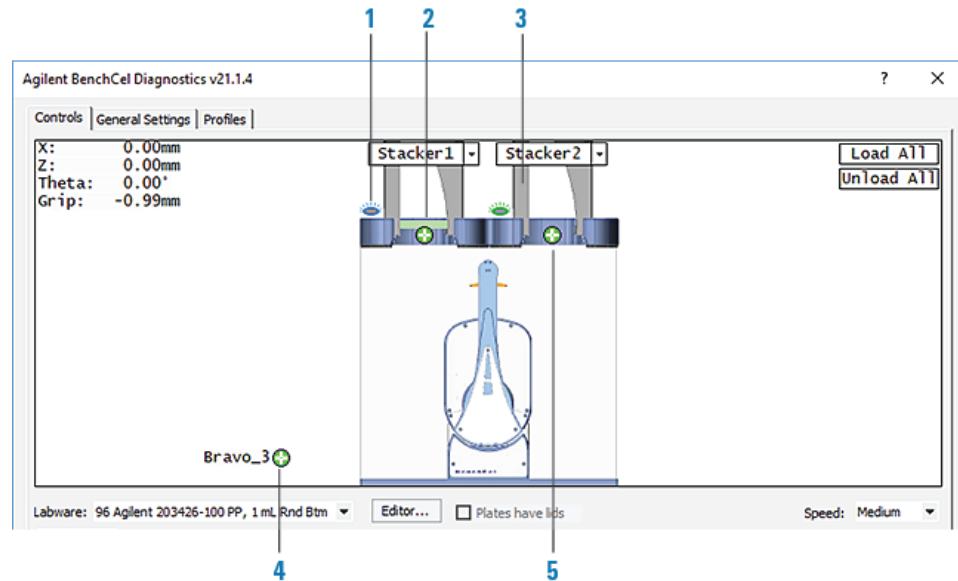 1 2 3
Agilent BenchCel Diagnostics v21.1.4 ? X
Controls General Settings Profiles
X: 0.00mm
Z: 0.00mm
Theta: 0.00°
Grip: -0.99mm
Stacker1 Stacker2
Load All
Unload All
Bravo_3
Labware: 96 Agilent 203426-100 PP, 1 mL Rnd Btm Editor... Plates have lids Speed: Medium
4 5